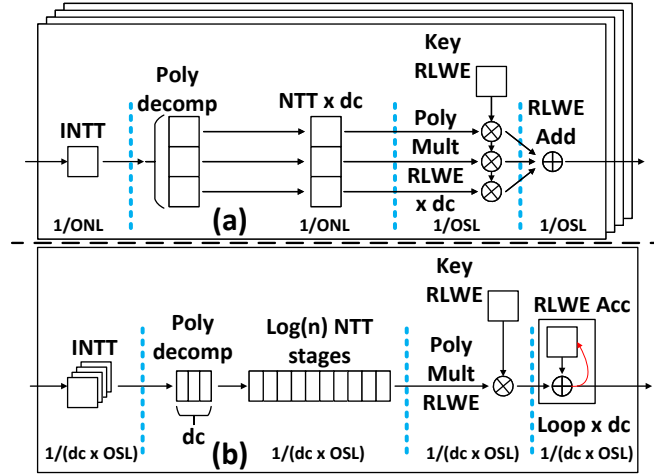 Key
RLWE
Poly
decomp
NTT x dc
INTT
Poly
Mult
RLWE
x dc
RLWE
Add
(a)
1/ONL
1/ONL
1/OSL
1/OSL
Key
RLWE
RLWE Acc
INTT
Poly
decomp
Log(n) NTT
stages
Poly
Mult
RLWE
dc
Loop x dc
(b)
1/(dc x OSL)
1/(dc x OSL)
1/(dc x OSL)
1/(dc x OSL)